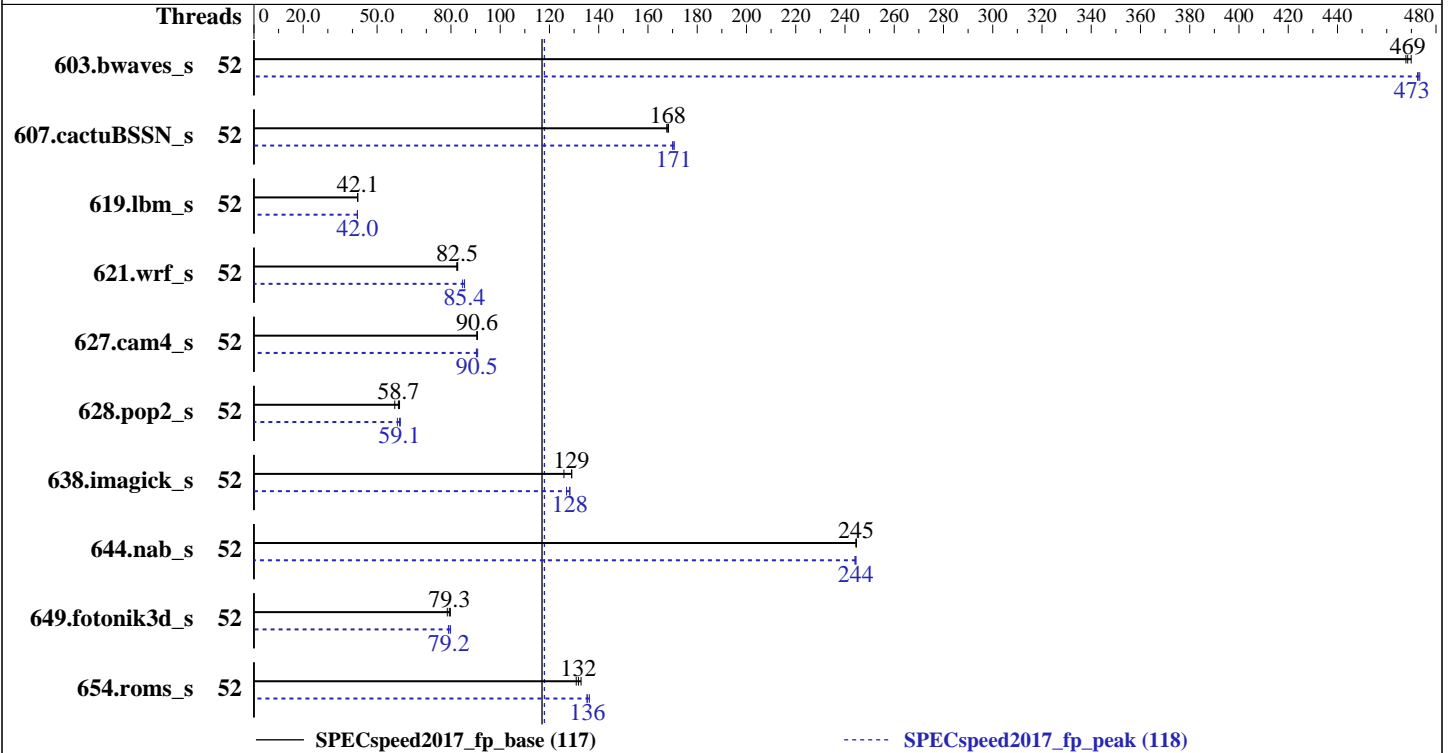 Threads 0 20.0 50.0 80.0 100 120 140 160 180 200 220 240 260 280 300 320 340 360 380 400 420 440 480
603.bwaves_s 52 469
473
607.cactuBSSN_s 52 168
171
619.lbm_s 52 42.1
42.0
621.wrf_s 52 82.5
85.4
627.cam4_s 52 90.6
90.5
628.pop2_s 52 58.7
59.1
638.imagick_s 52 129
128
644.nab_s 52 245
244
649.fotonik3d_s 52 79.3
79.2
654.roms_s 52 132
136
SPECspeed2017_fp_base (117) SPECspeed2017_fp_peak (118)